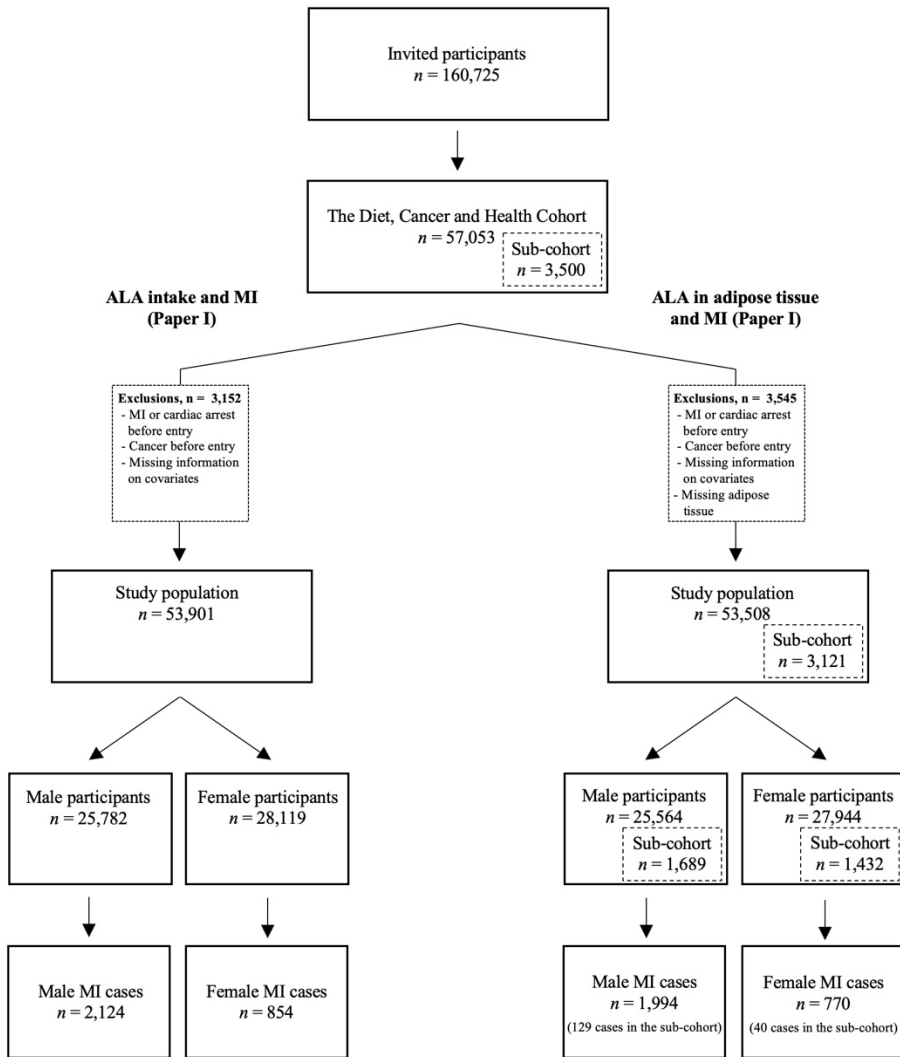 Invited participants
n = 160,725
The Diet, Cancer and Health Cohort
n = 57,053
Sub-cohort
n = 3,500
ALA intake and MI
(Paper I)
ALA in adipose tissue
and MI (Paper I)
Exclusions, n = 3,152
- MI or cardiac arrest
before entry
- Cancer before entry
- Missing information
on covariates
Exclusions, n = 3,545
- MI or cardiac arrest
before entry
- Cancer before entry
- Missing information
on covariates
- Missing adipose
tissue
Study population
n = 53,901
Study population
n = 53,508
Sub-cohort
n = 3,121
Male participants
n = 25,782
Female participants
n = 28,119
Male participants
n = 25,564
Sub-cohort
n = 1,689
Female participants
n = 27,944
Sub-cohort
n = 1,432
Male MI cases
n = 2,124
Female MI cases
n = 854
Male MI cases
n = 1,994
(129 cases in the sub-cohort)
Female MI cases
n = 770
(40 cases in the sub-cohort)